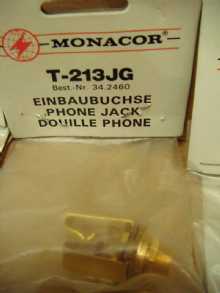 MONACOR®
T-213JG
Best.-Nr. 34.2460
EINBAUBUCHSE
PHONE JACK
DOUILLE PHONE